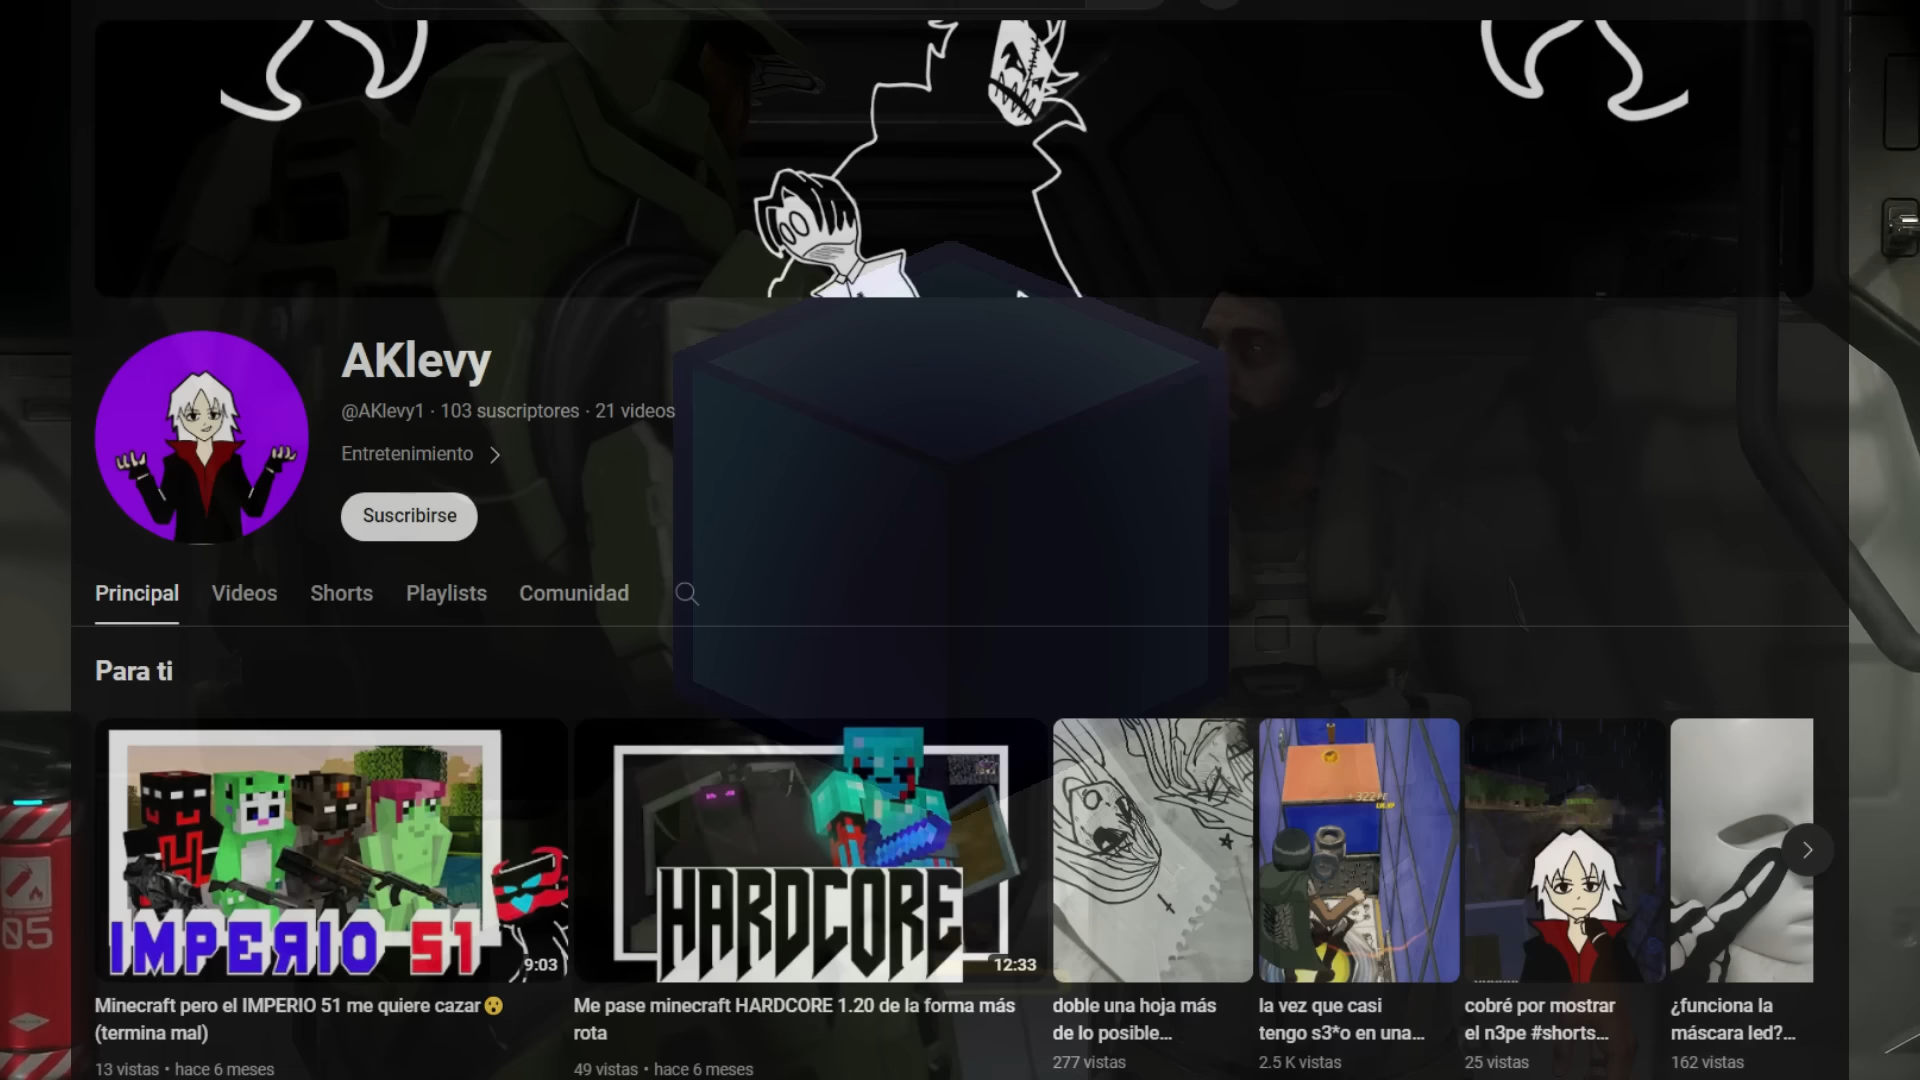 AKlevy
@AKlevy1 · 103 suscriptores · 21 videos
Entretenimiento
Suscribirse
Principal Videos Shorts Playlists Comunidad
Para ti
IMPERIO 51
9:03
HARDCORE
12:33
+322
05
Minecraft pero el IMPERIO 51 me quiere cazar😮
(termina mal)
13 vistas • hace 6 meses
Me pase minecraft HARDCORE 1.20 de la forma más
rota
49 vistas • hace 6 meses
doble una hoja más
de lo posible...
277 vistas
la vez que casi
tengo s3*o en una...
2.5 K vistas
cobré por mostrar
el n3pe #shorts...
25 vistas
¿funciona la
máscara led?...
162 vistas